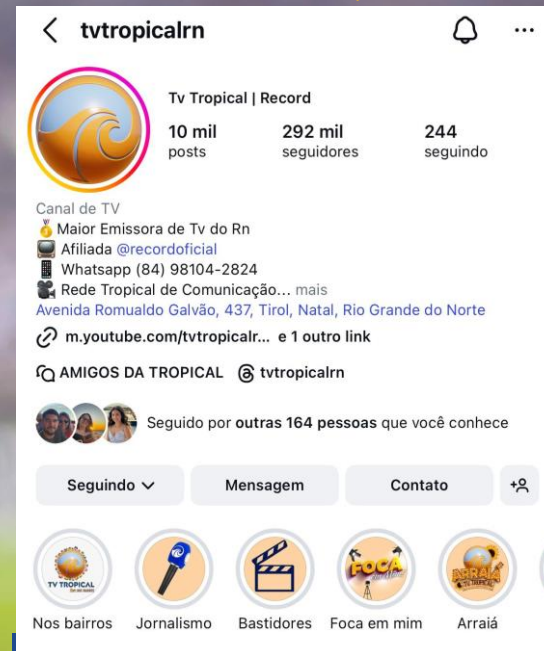 tvtropicalrn
Tv Tropical | Record
10 mil 292 mil 244
posts seguidores seguindo
Canal de TV
🥇 Maior Emissora de Tv do Rn
📺 Afiliada @recordoficial
📱 Whatsapp (84) 98104-2824
🎥 Rede Tropical de Comunicação... mais
Avenida Romualdo Galvão, 437, Tirol, Natal, Rio Grande do Norte
m.youtube.com/tvtropicalr... e 1 outro link
AMIGOS DA TROPICAL tvtropicalrn
Seguido por outras 164 pessoas que você conhece
Seguindo Mensagem Contato
TV TROPICAL
FOCA
ARRAIÁ
Nos bairros Jornalismo Bastidores Foca em mim Arraiá